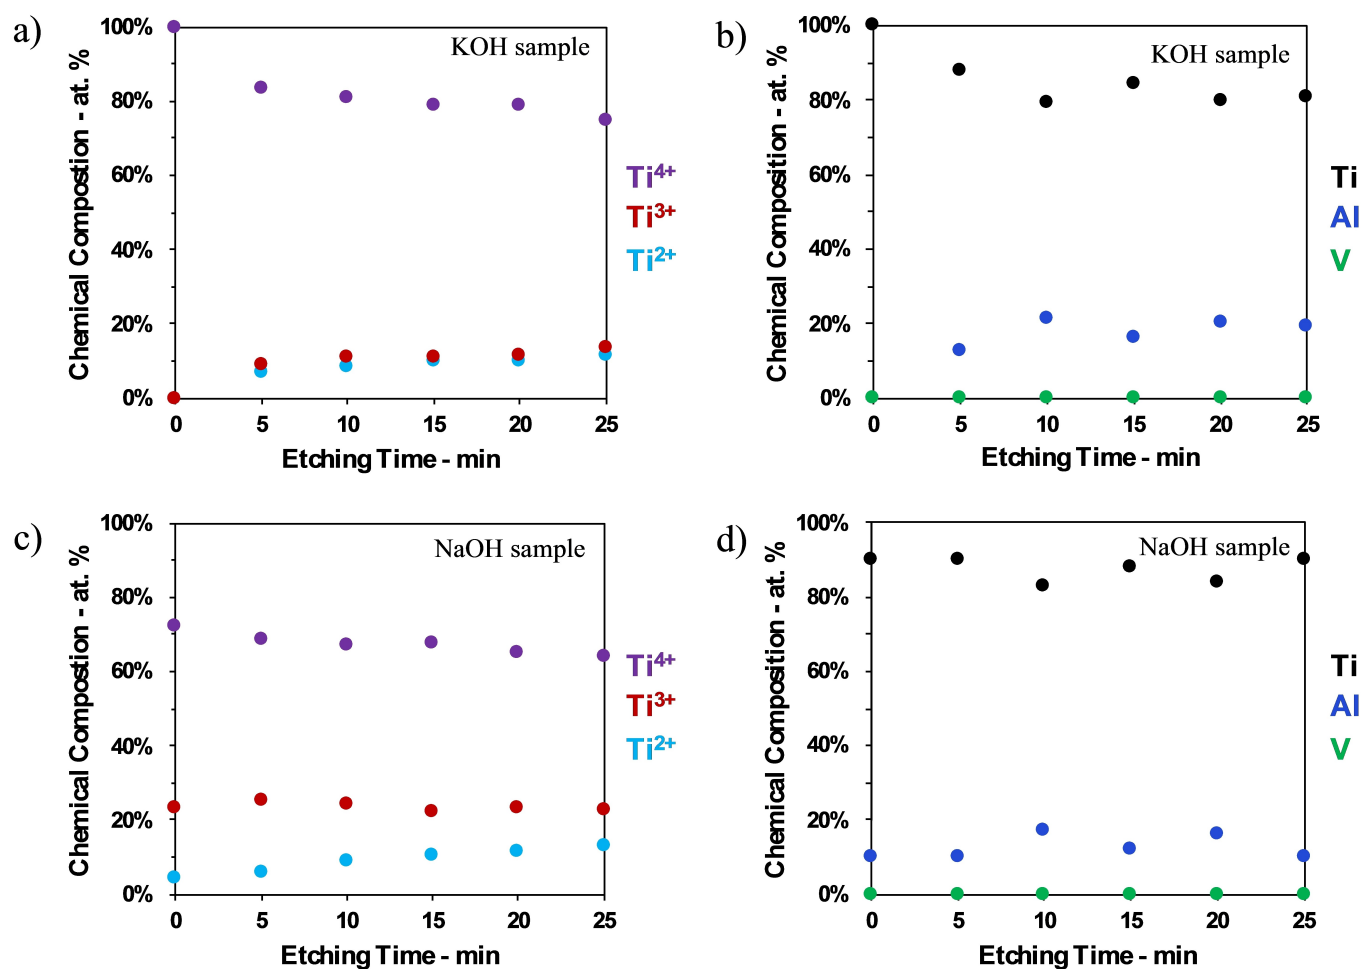 a)
100%
80%
60%
40%
20%
0%
Chemical Compostion - at. %
KOH sample
0 5 10 15 20 25
Etching Time - min
Ti⁴⁺
Ti³⁺
Ti²⁺
b)
100%
80%
60%
40%
20%
0%
Chemical Composition - at. %
KOH sample
0 5 10 15 20 25
Etching Time - min
Ti
Al
V
c)
100%
80%
60%
40%
20%
0%
Chemical Compostion - at. %
NaOH sample
0 5 10 15 20 25
Etching Time - min
Ti⁴⁺
Ti³⁺
Ti²⁺
d)
100%
80%
60%
40%
20%
0%
Chemical Composition - at. %
NaOH sample
0 5 10 15 20 25
Etching Time - min
Ti
Al
V